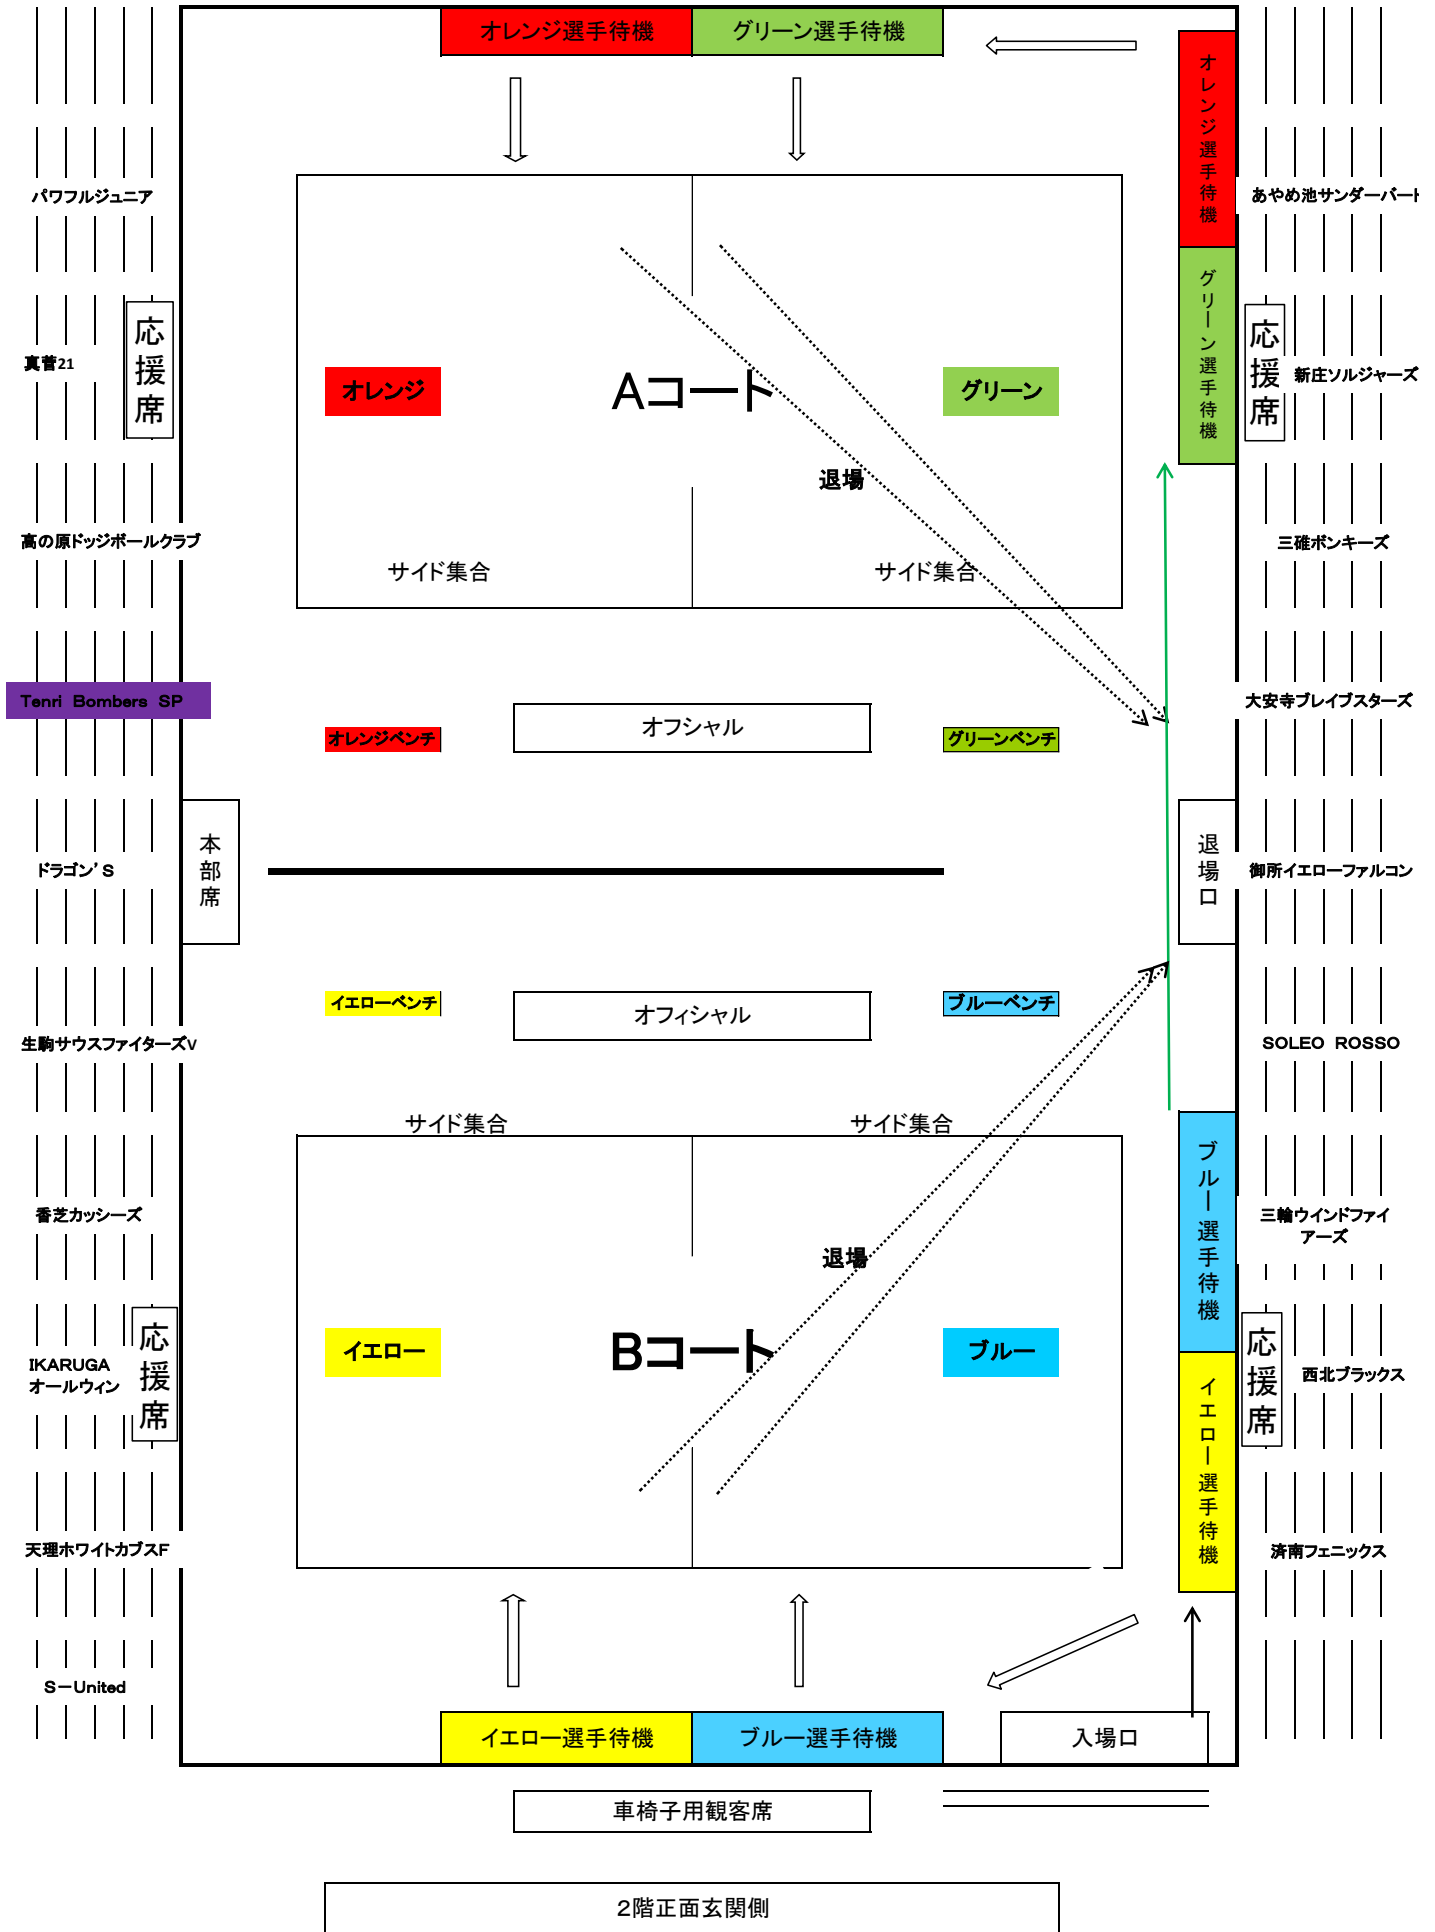 オレンジ選手待機
グリーン選手待機
オレンジ選手待機
グリーン選手待機
パワフルジュニア
あやめ池サンダーバード
応援席
応援席
真菅21
新庄ソルジャーズ
オレンジ
Aコート
グリーン
退場
高の原ドッジボールクラブ
三碓ボンキーズ
サイド集合
サイド集合
Tenri Bombers SP
大安寺ブレイブスターズ
オレンジベンチ
オフシャル
グリーンベンチ
本部席
退場口
ドラゴン'S
御所イエローファルコン
イエローベンチ
オフィシャル
ブルーベンチ
生駒サウスファイターズV
SOLEO ROSSO
サイド集合
サイド集合
ブルー選手待機
香芝カッシーズ
三輪ウインドファイ
アーズ
退場
イエロー
Bコート
ブルー
応援席
応援席
IKARUGA
オールウィン
西北ブラックス
イエロー選手待機
天理ホワイトカブスF
済南フェニックス
S－United
イエロー選手待機
ブルー選手待機
入場口
車椅子用観客席
2階正面玄関側